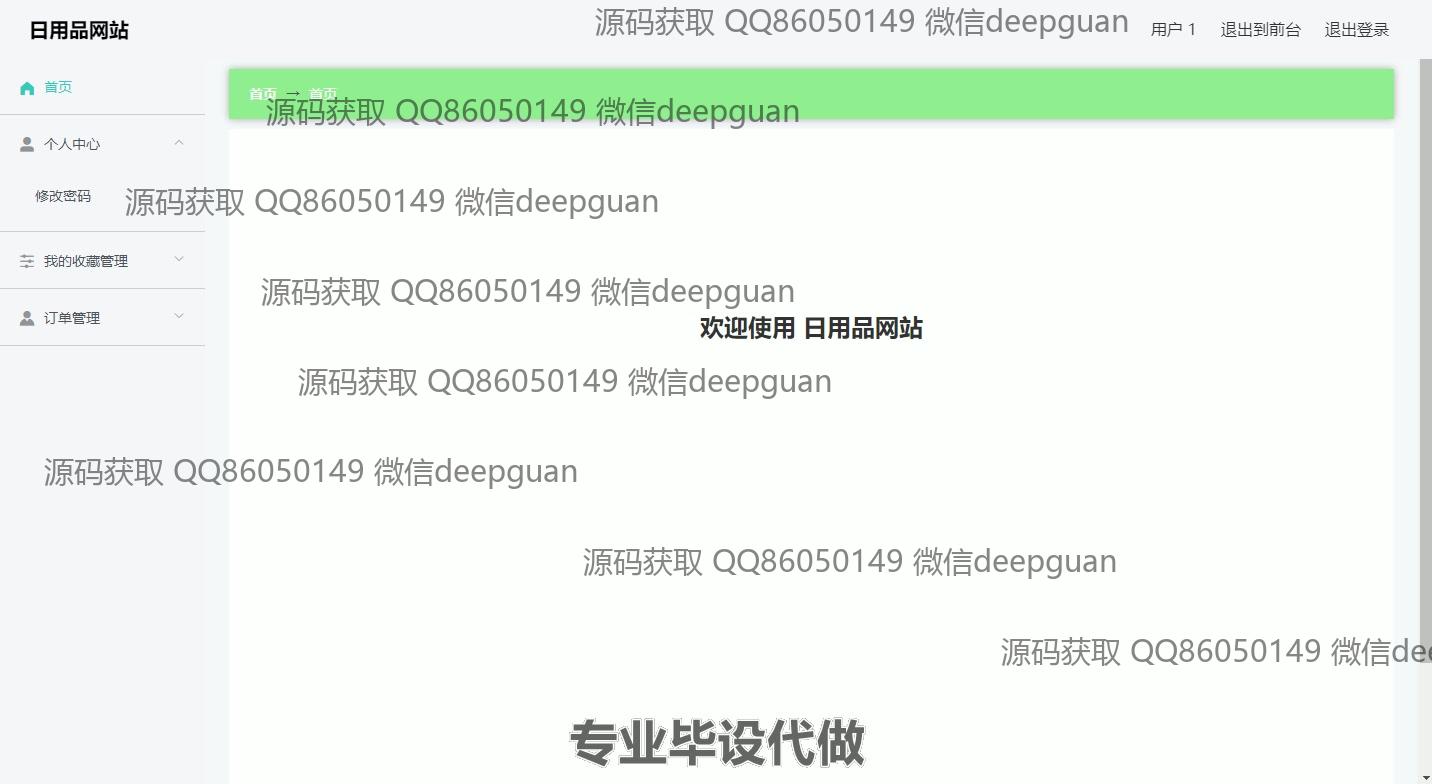 日用品网站
源码获取 QQ86050149 微信deepguan
用户 1 退出到前台 退出登录
首页
首页 → 首页
源码获取 QQ86050149 微信deepguan
个人中心
修改密码
源码获取 QQ86050149 微信deepguan
我的收藏管理
源码获取 QQ86050149 微信deepguan
订单管理
欢迎使用 日用品网站
源码获取 QQ86050149 微信deepguan
源码获取 QQ86050149 微信deepguan
源码获取 QQ86050149 微信deepguan
源码获取 QQ86050149 微信dee
专业毕设代做